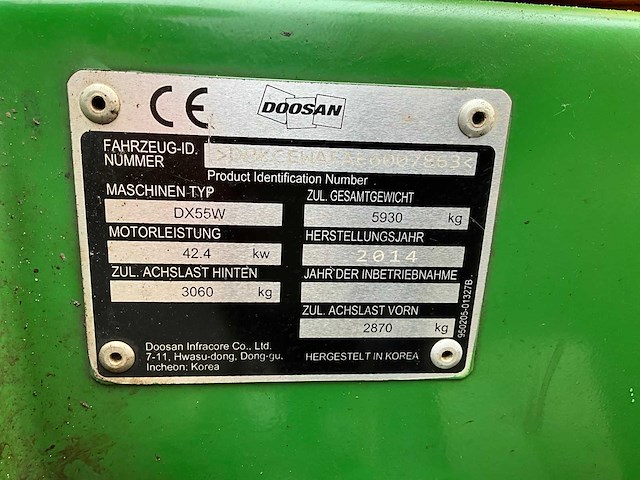 CE
DOOSAN
FAHRZEUG-ID.
NUMMER
Product Identification Number
MASCHINEN TYP
DX55W
ZUL. GESAMTGEWICHT
5930 kg
MOTORLEISTUNG
42.4 kw
HERSTELLUNGSJAHR
2014
ZUL. ACHSLAST HINTEN
3060 kg
JAHR DER INBETRIEBNAHME
ZUL. ACHSLAST VORN
2870 kg
950205-01327B
Doosan Infracore Co., Ltd.
7-11, Hwasu-dong, Dong-gu.
Incheon: Korea
HERGESTELT IN KOREA